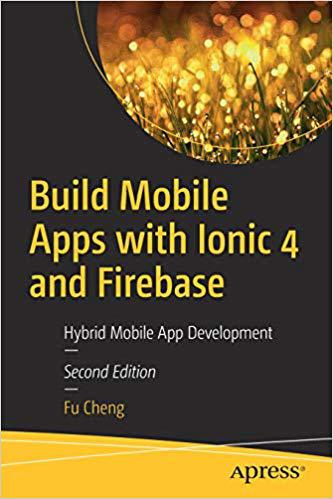 Build Mobile
Apps with Ionic 4
and Firebase
Hybrid Mobile App Development
—
Second Edition
—
Fu Cheng
Apress®